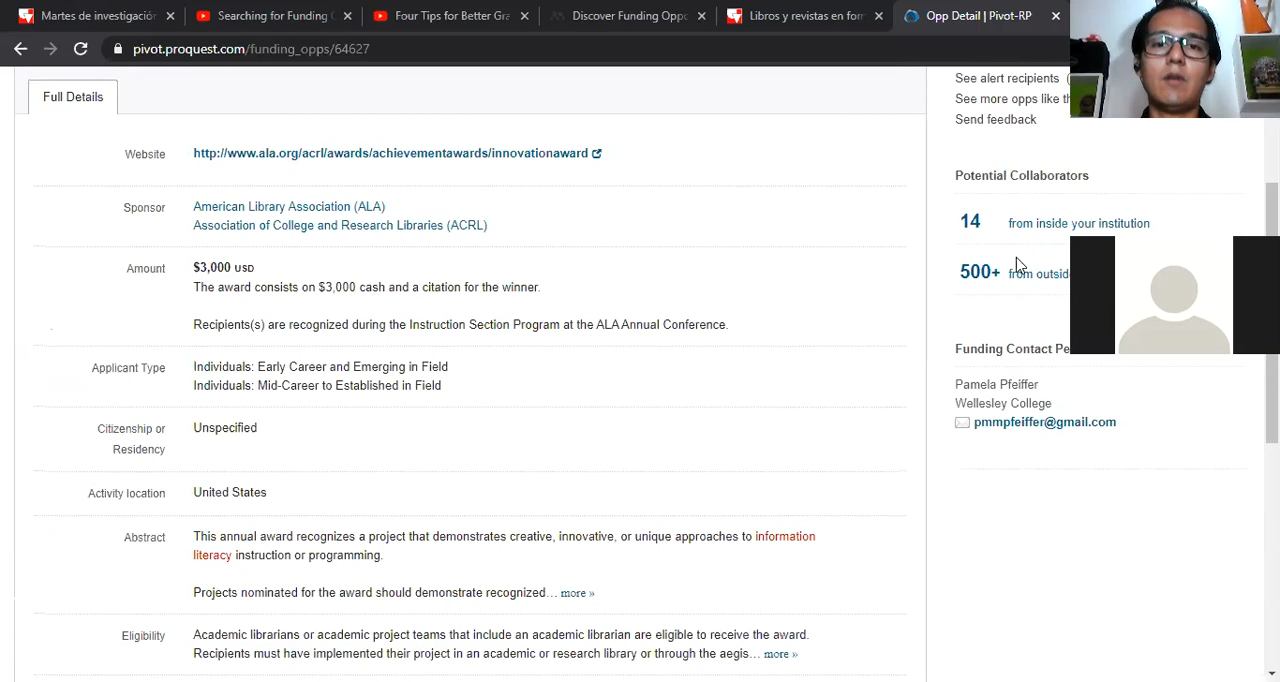 Martes de investigación
Searching for Funding
Four Tips for Better Gra
Discover Funding Oppo
Libros y revistas en for
Opp Detail | Pivot-RP
pivot.proquest.com/funding_opps/64627
Full Details
See alert recipients
See more opps like th
Send feedback
Website
http://www.ala.org/acrl/awards/achievementawards/innovationaward
Potential Collaborators
Sponsor
American Library Association (ALA)
Association of College and Research Libraries (ACRL)
14 from inside your institution
Amount
$3,000 USD
The award consists on $3,000 cash and a citation for the winner.
500+ from outside
Recipients(s) are recognized during the Instruction Section Program at the ALA Annual Conference.
Funding Contact Pe
Applicant Type
Individuals: Early Career and Emerging in Field
Individuals: Mid-Career to Established in Field
Pamela Pfeiffer
Wellesley College
pmmpfeiffer@gmail.com
Citizenship or
Residency
Unspecified
Activity location
United States
Abstract
This annual award recognizes a project that demonstrates creative, innovative, or unique approaches to information
literacy instruction or programming.
Projects nominated for the award should demonstrate recognized… more »
Eligibility
Academic librarians or academic project teams that include an academic librarian are eligible to receive the award.
Recipients must have implemented their project in an academic or research library or through the aegis… more »